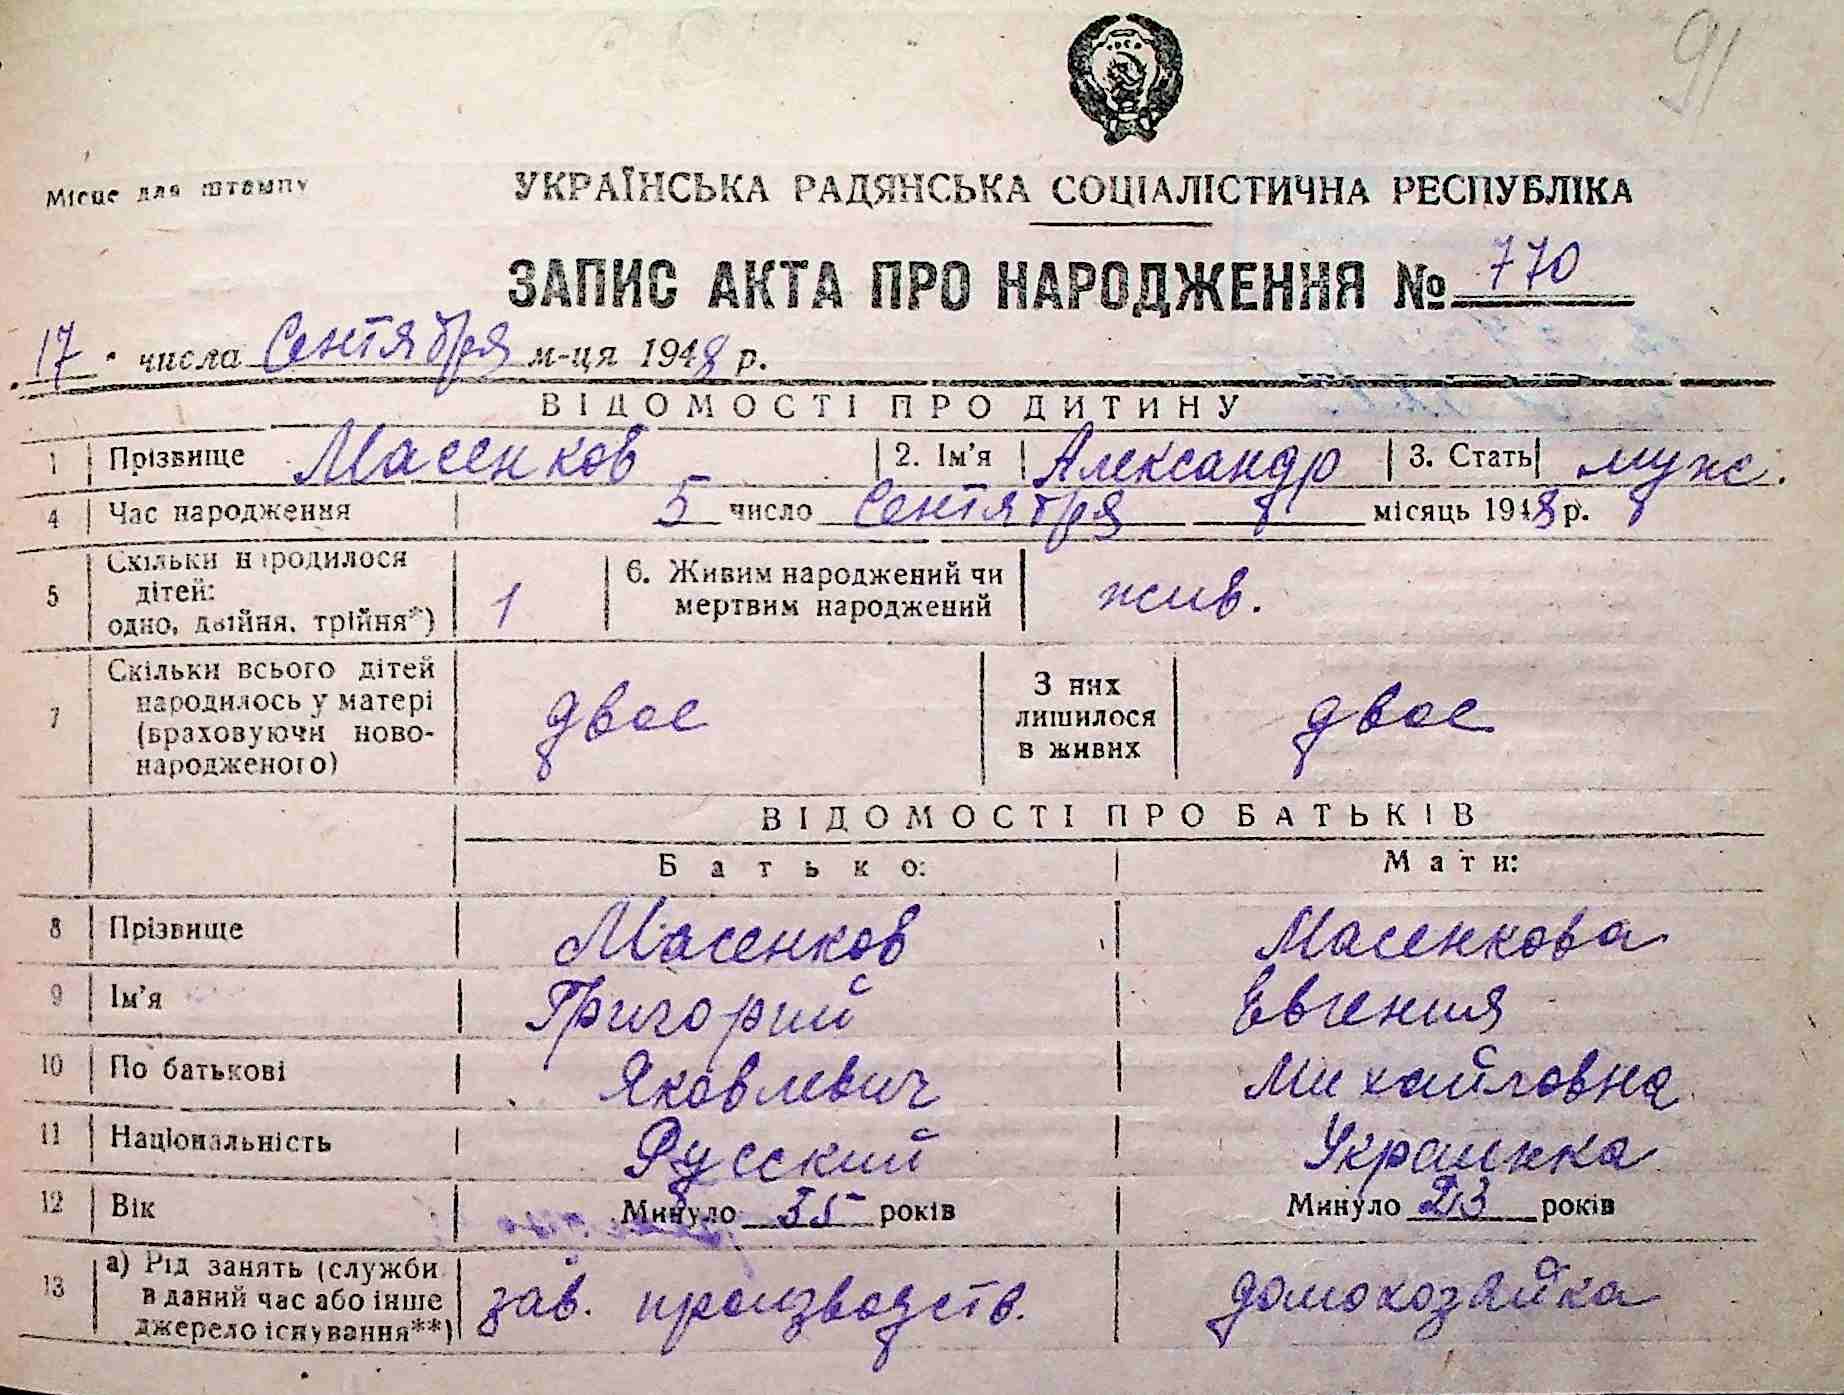 91
Місце для штампу
УКРАЇНСЬКА РАДЯНСЬКА СОЦІАЛІСТИЧНА РЕСПУБЛІКА
ЗАПИС АКТА ПРО НАРОДЖЕННЯ № 770
17 числа Сентября м-ця 1948 р.
ВІДОМОСТІ ПРО ДИТИНУ
1 Прізвище Масенков 2. Ім'я Александр 3. Стать муж.
4 Час народження 5 число Сентября місяць 1948 р.
5 Скільки народилося
дітей:
одно, двійня, трійня*) 1 6. Живим народжений чи
мертвим народжений жив.
7 Скільки всього дітей
народилось у матері
(враховуючи ново-
народженого) двое З них
лишилося
в живих двое
ВІДОМОСТІ ПРО БАТЬКІВ
Батько: Мати:
8 Прізвище Масенков Масенкова
9 Ім'я Григорий Евгения
10 По батькові Яковлевич Михайловна
11 Національність Русский Украинка
12 Вік Минуло 35 років Минуло 23 років
13 а) Рід занять (служби
в даний час або інше
джерело існування**) зав. производств. домохозяйка